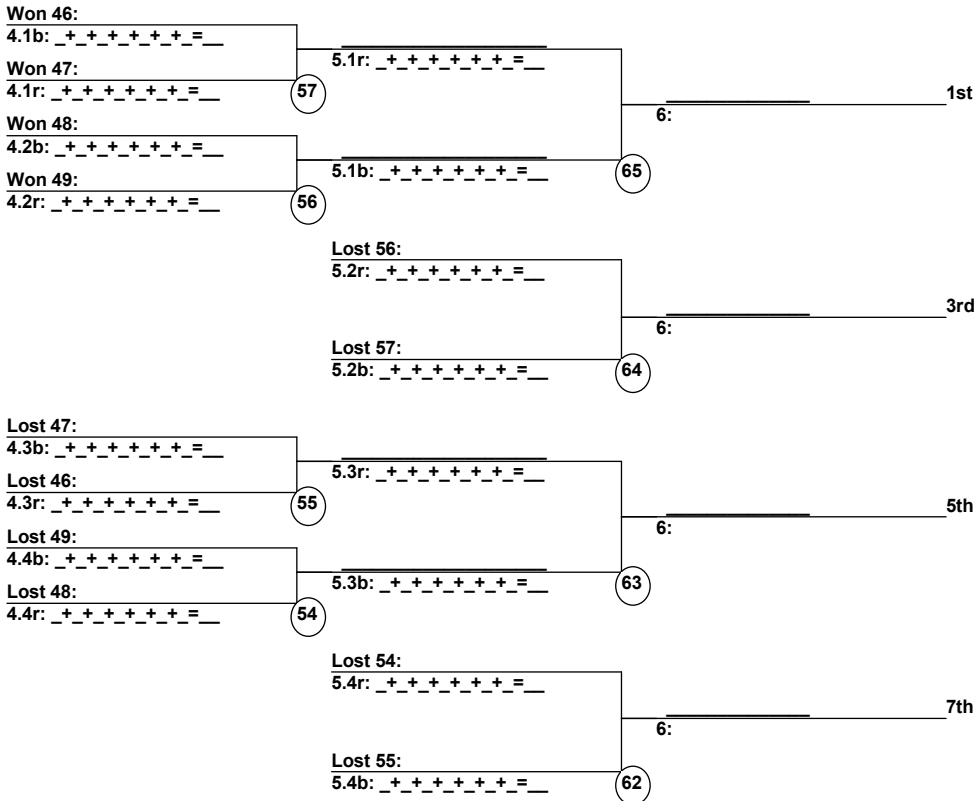 Won 46:
4.1b: _+_+_+_+_+_=__
5.1r: _+_+_+_+_+_=__
Won 47:
4.1r: _+_+_+_+_+_=__
57
1st
6:
Won 48:
4.2b: _+_+_+_+_+_=__
5.1b: _+_+_+_+_+_=__
65
Won 49:
4.2r: _+_+_+_+_+_=__
56
Lost 56:
5.2r: _+_+_+_+_+_=__
3rd
6:
Lost 57:
5.2b: _+_+_+_+_+_=__
64
Lost 47:
4.3b: _+_+_+_+_+_=__
5.3r: _+_+_+_+_+_=__
Lost 46:
4.3r: _+_+_+_+_+_=__
55
5th
6:
Lost 49:
4.4b: _+_+_+_+_+_=__
5.3b: _+_+_+_+_+_=__
63
Lost 48:
4.4r: _+_+_+_+_+_=__
54
Lost 54:
5.4r: _+_+_+_+_+_=__
7th
6:
Lost 55:
5.4b: _+_+_+_+_+_=__
62